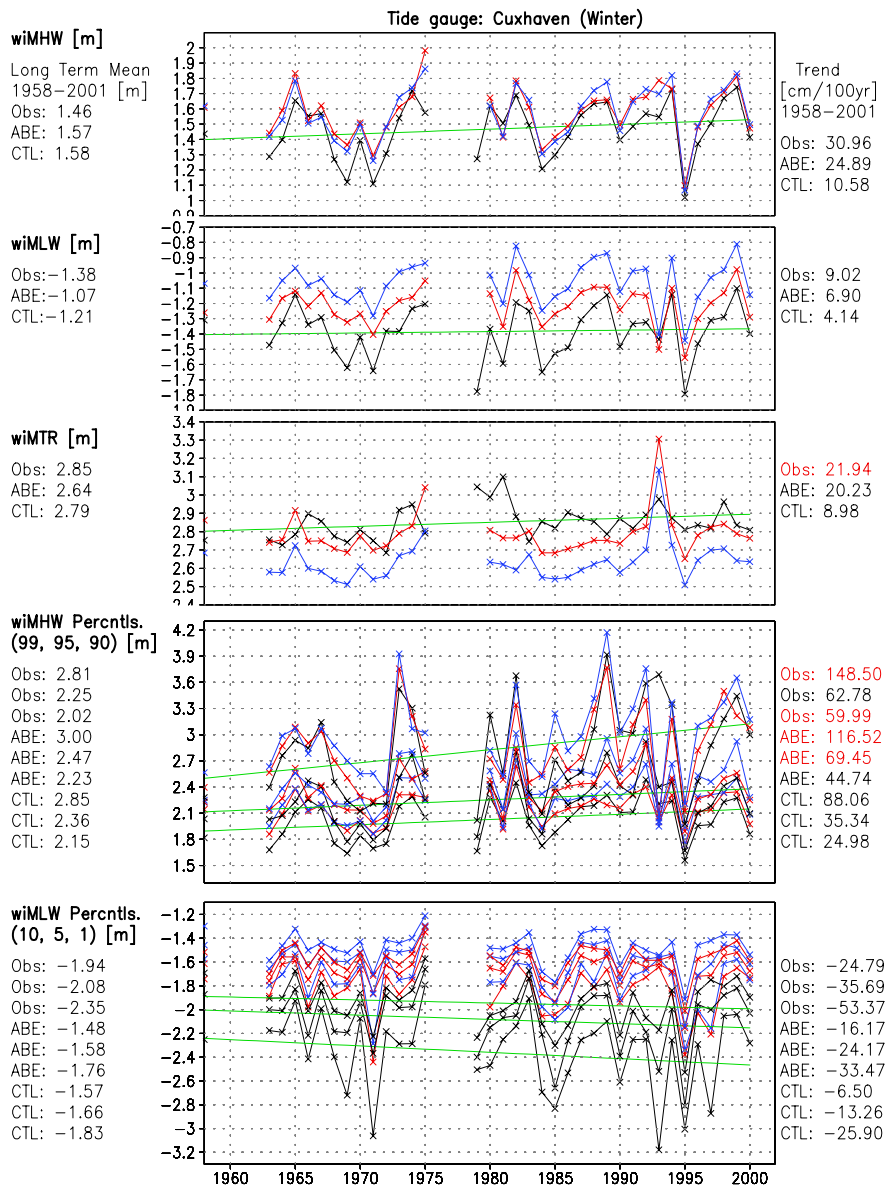 Tide gauge: Cuxhaven (Winter)
wiMHW [m]
Long Term Mean
1958-2001 [m]
Obs: 1.46
ABE: 1.57
CTL: 1.58
2
1.9
1.8
1.7
1.6
1.5
1.4
1.3
1.2
1.1
1
0.9
Trend
[cm/100yr]
1958-2001
Obs: 30.96
ABE: 24.89
CTL: 10.58
wiMLW [m]
Obs:-1.38
ABE:-1.07
CTL:-1.21
-0.7
-0.8
-0.9
-1
-1.1
-1.2
-1.3
-1.4
-1.5
-1.6
-1.7
-1.8
-1.9
Obs: 9.02
ABE: 6.90
CTL: 4.14
wiMTR [m]
Obs: 2.85
ABE: 2.64
CTL: 2.79
3.4
3.3
3.2
3.1
3
2.9
2.8
2.7
2.6
2.5
2.4
Obs: 21.94
ABE: 20.23
CTL: 8.98
wiMHW Percntls.
(99, 95, 90) [m]
Obs: 2.81
Obs: 2.25
Obs: 2.02
ABE: 3.00
ABE: 2.47
ABE: 2.23
CTL: 2.85
CTL: 2.36
CTL: 2.15
4.2
3.9
3.6
3.3
3
2.7
2.4
2.1
1.8
1.5
Obs: 148.50
Obs: 62.78
Obs: 59.99
ABE: 116.52
ABE: 69.45
ABE: 44.74
CTL: 88.06
CTL: 35.34
CTL: 24.98
wiMLW Percntls.
(10, 5, 1) [m]
Obs: -1.94
Obs: -2.08
Obs: -2.35
ABE: -1.48
ABE: -1.58
ABE: -1.76
CTL: -1.57
CTL: -1.66
CTL: -1.83
-1.2
-1.4
-1.6
-1.8
-2
-2.2
-2.4
-2.6
-2.8
-3
-3.2
Obs: -24.79
Obs: -35.69
Obs: -53.37
ABE: -16.17
ABE: -24.17
ABE: -33.47
CTL: -6.50
CTL: -13.26
CTL: -25.90
1960 1965 1970 1975 1980 1985 1990 1995 2000